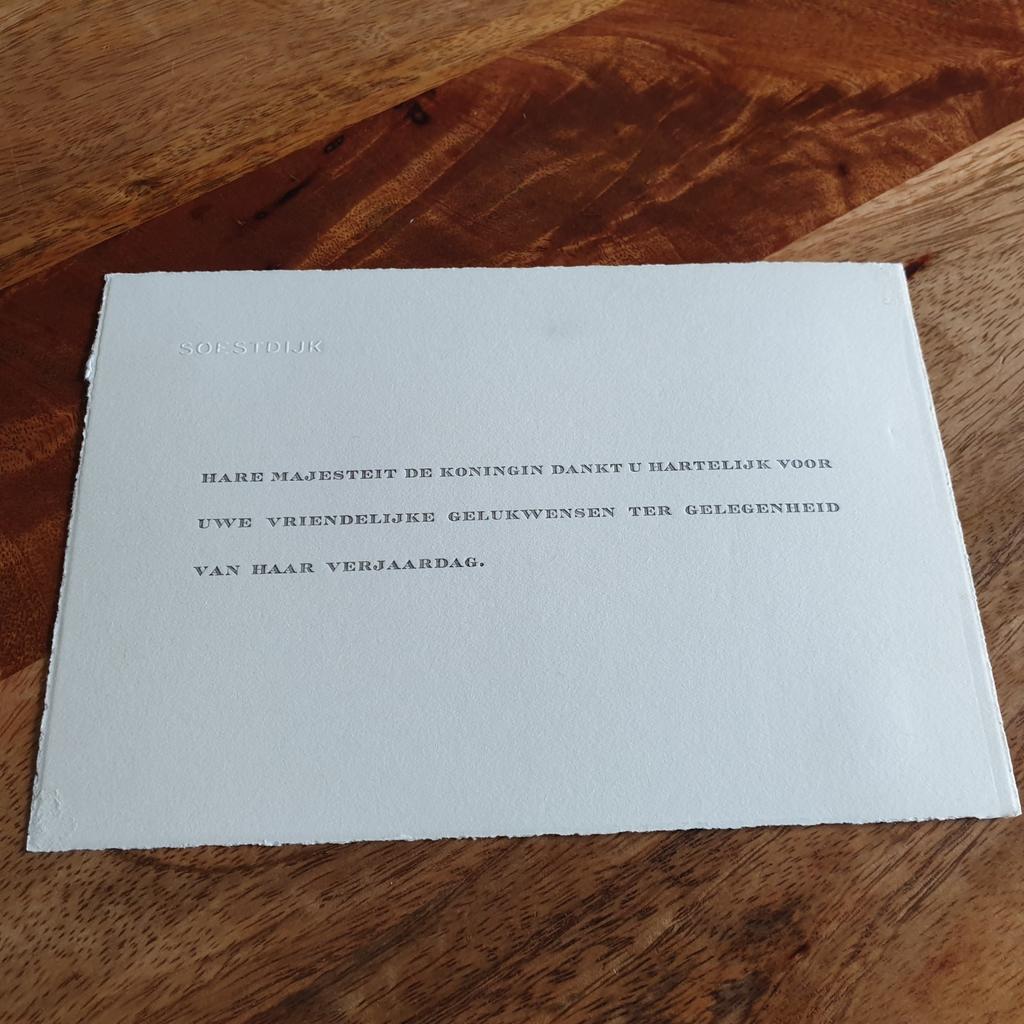 SOESTDIJK
HARE MAJESTEIT DE KONINGIN DANKT U HARTELIJK VOOR
UWE VRIENDELIJKE GELUKWENSEN TER GELEGENHEID
VAN HAAR VERJAARDAG.